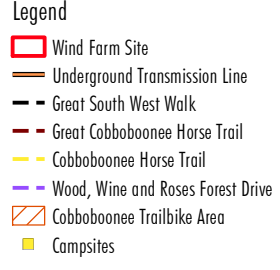 Legend
Wind Farm Site
Underground Transmission Line
Great South West Walk
Great Cobboboonee Horse Trail
Cobboboonee Horse Trail
Wood, Wine and Roses Forest Drive
Cobboboonee Trailbike Area
Campsites